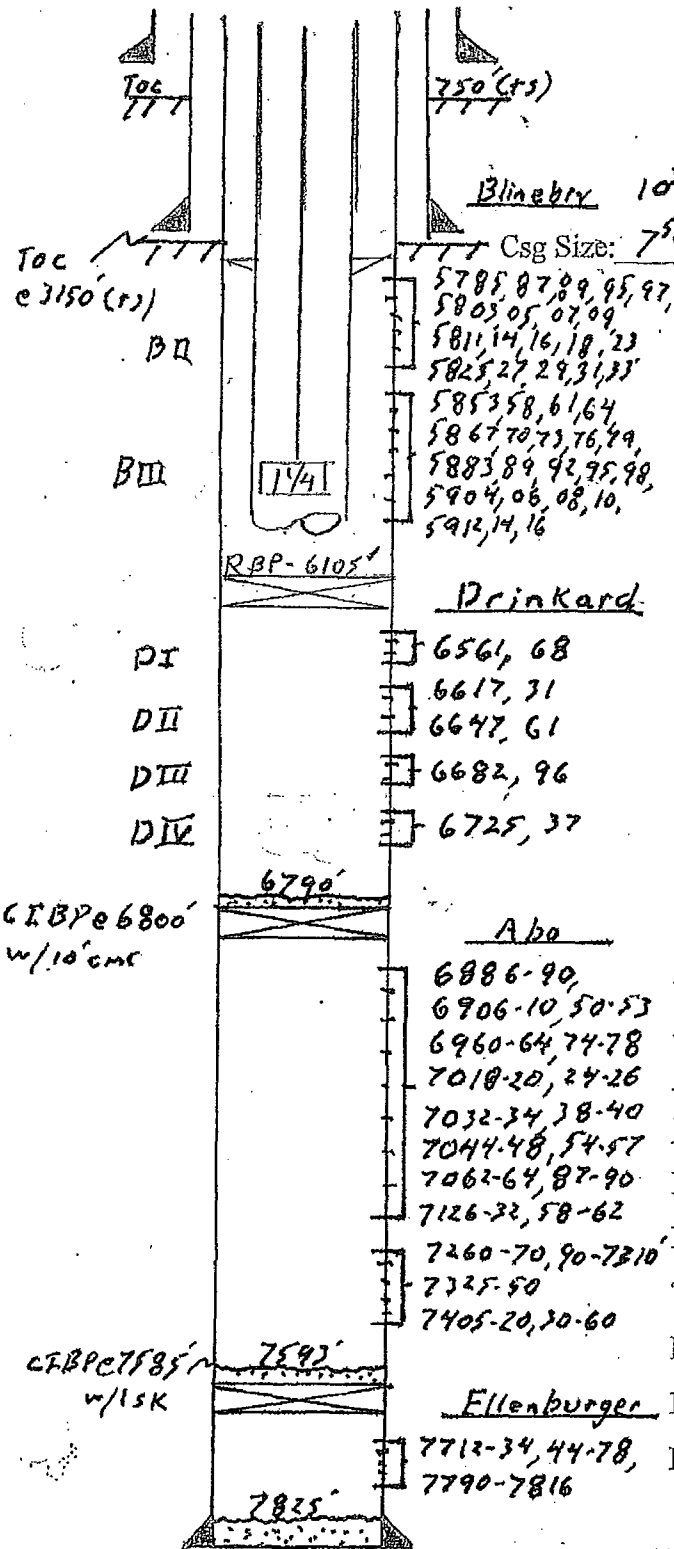 TOC 750' (TS)
Blinebry 10
TOC Csg Size: 7 5
@ 3150' (TS)
5785, 87, 89, 95, 97,
5803, 05, 07, 09,
BII 5811, 14, 16, 18, 23
5825, 27, 29, 31, 33
5853, 58, 61, 64,
5867, 70, 73, 76, 79,
BIII 1 1/4 5883, 89, 92, 95, 98,
5904, 06, 08, 10,
5912, 14, 16
RBP - 6105'
Drinkard
DI 6561, 68
6617, 31
DII 6647, 61
DIII 6682, 96
DIV 6725, 37
6790'
CIBP @ 6800' Abo
w/10' cmt
6886-90,
6906-10, 50-53
6960-64, 74-78
7018-20, 24-26
7032-34, 38-40
7044-48, 54-57
7062-64, 87-90
7126-32, 58-62
7260-70, 90-7310'
7325-50
7405-20, 30-60
CIBP @ 7585' 7543'
w/1 SK Ellenburger
7712-34, 44-78,
7790-7816
7825'